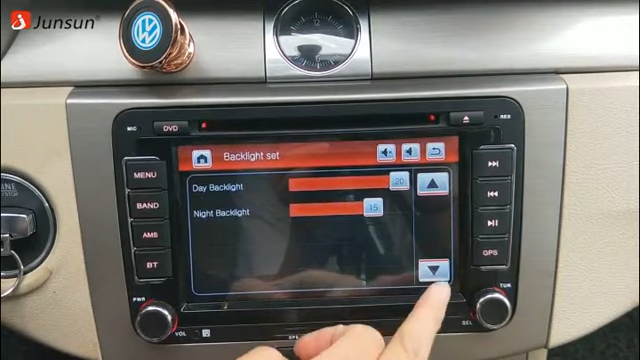 Junsun®
MIC
DVD
RES
Backlight set
MENU
Day Backlight
20
BAND
Night Backlight
15
AMS
BT
GPS
PWR
TUN
VOL
SEL